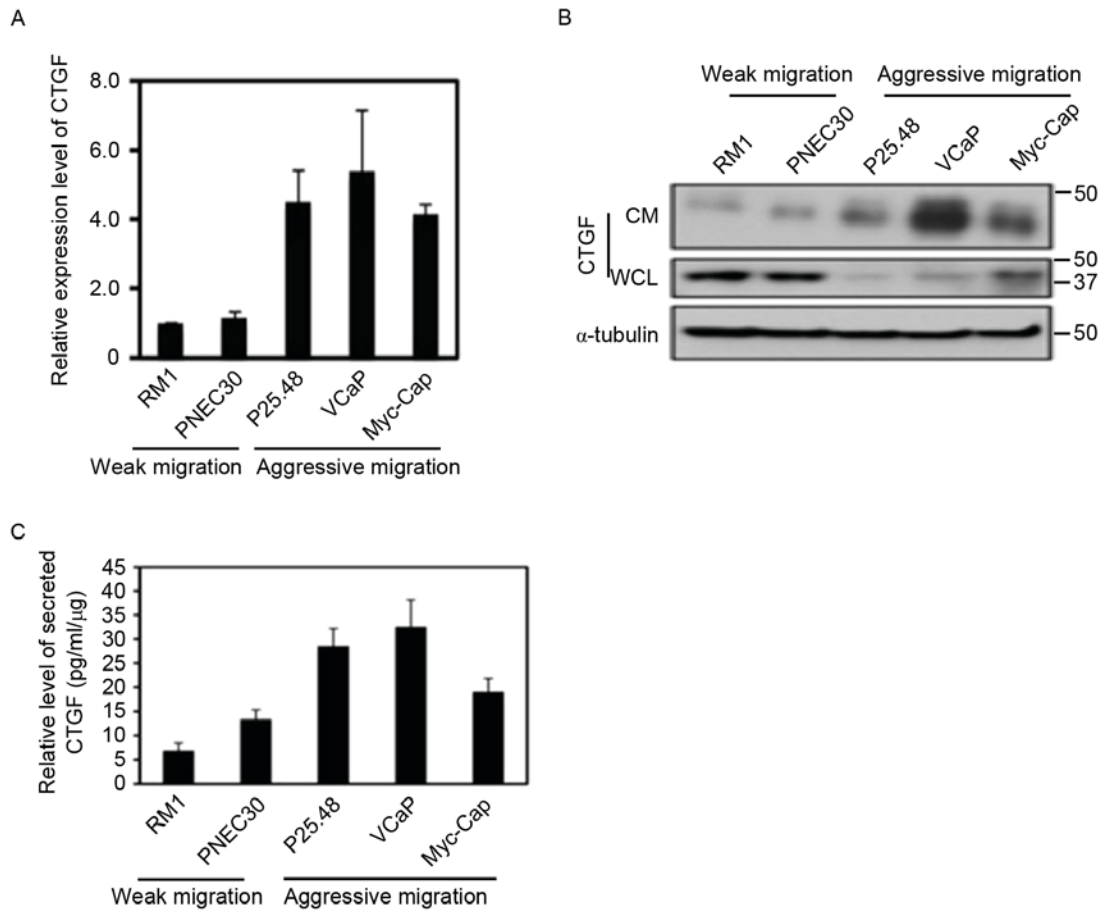 A
Relative expression level of CTGF
8.0
6.0
4.0
2.0
0
RM1
PNEC30
P25.48
VCaP
Myc-Cap
Weak migration
Aggressive migration
B
Weak migration
Aggressive migration
RM1
PNEC30
P25.48
VCaP
Myc-Cap
CTGF
CM
WCL
α-tubulin
50
50
37
50
C
Relative level of secreted
CTGF (pg/ml/μg)
45
40
35
30
25
20
15
10
5
0
RM1
PNEC30
P25.48
VCaP
Myc-Cap
Weak migration
Aggressive migration